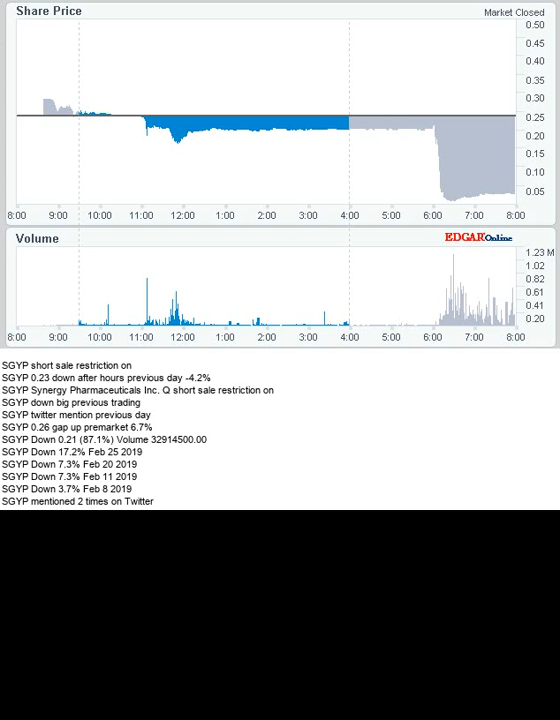 Share Price
Market Closed
0.50
0.45
0.40
0.35
0.30
0.25
0.20
0.15
0.10
0.05
8:00 9:00 10:00 11:00 12:00 1:00 2:00 3:00 4:00 5:00 6:00 7:00 8:00
Volume
EDGAROnline
1.23 M
1.02
0.82
0.61
0.41
0.20
8:00 9:00 10:00 11:00 12:00 1:00 2:00 3:00 4:00 5:00 6:00 7:00 8:00
SGYP short sale restriction on
SGYP 0.23 down after hours previous day -4.2%
SGYP Synergy Pharmaceuticals Inc. Q short sale restriction on
SGYP down big previous trading
SGYP twitter mention previous day
SGYP 0.26 gap up premarket 6.7%
SGYP Down 0.21 (87.1%) Volume 32914500.00
SGYP Down 17.2% Feb 25 2019
SGYP Down 7.3% Feb 20 2019
SGYP Down 7.3% Feb 11 2019
SGYP Down 3.7% Feb 8 2019
SGYP mentioned 2 times on Twitter